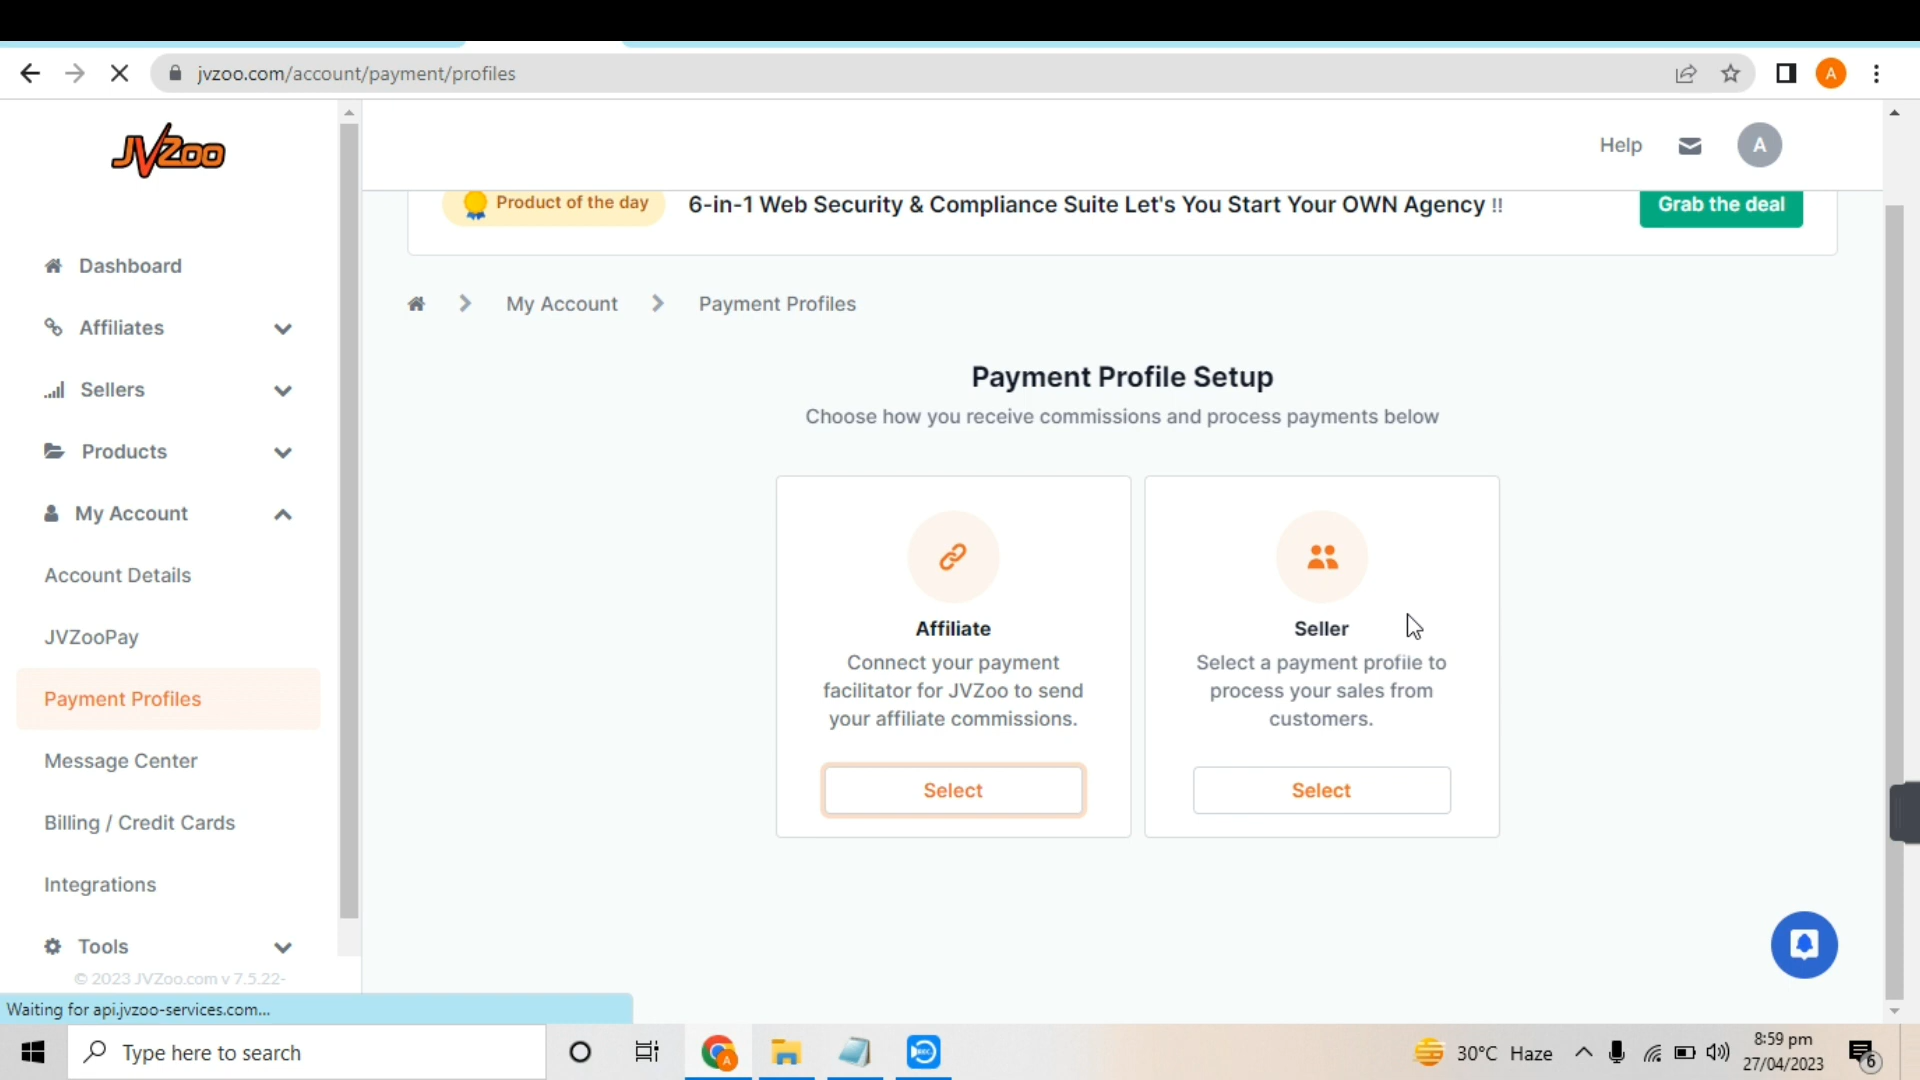 jvzoo.com/account/payment/profiles
A
JVZoo
Help
A
Product of the day
6-in-1 Web Security & Compliance Suite Let's You Start Your OWN Agency !!
Grab the deal
Dashboard
Affiliates
Sellers
Products
My Account
Account Details
JVZooPay
Payment Profiles
Message Center
Billing / Credit Cards
Integrations
Tools
© 2023 JVZoo.com v 7.5.22-
My Account
Payment Profiles
Payment Profile Setup
Choose how you receive commissions and process payments below
Affiliate
Connect your payment
facilitator for JVZoo to send
your affiliate commissions.
Select
Seller
Select a payment profile to
process your sales from
customers.
Select
Waiting for api.jvzoo-services.com...
Type here to search
A
REC
30°C Haze
8:59 pm
27/04/2023
6